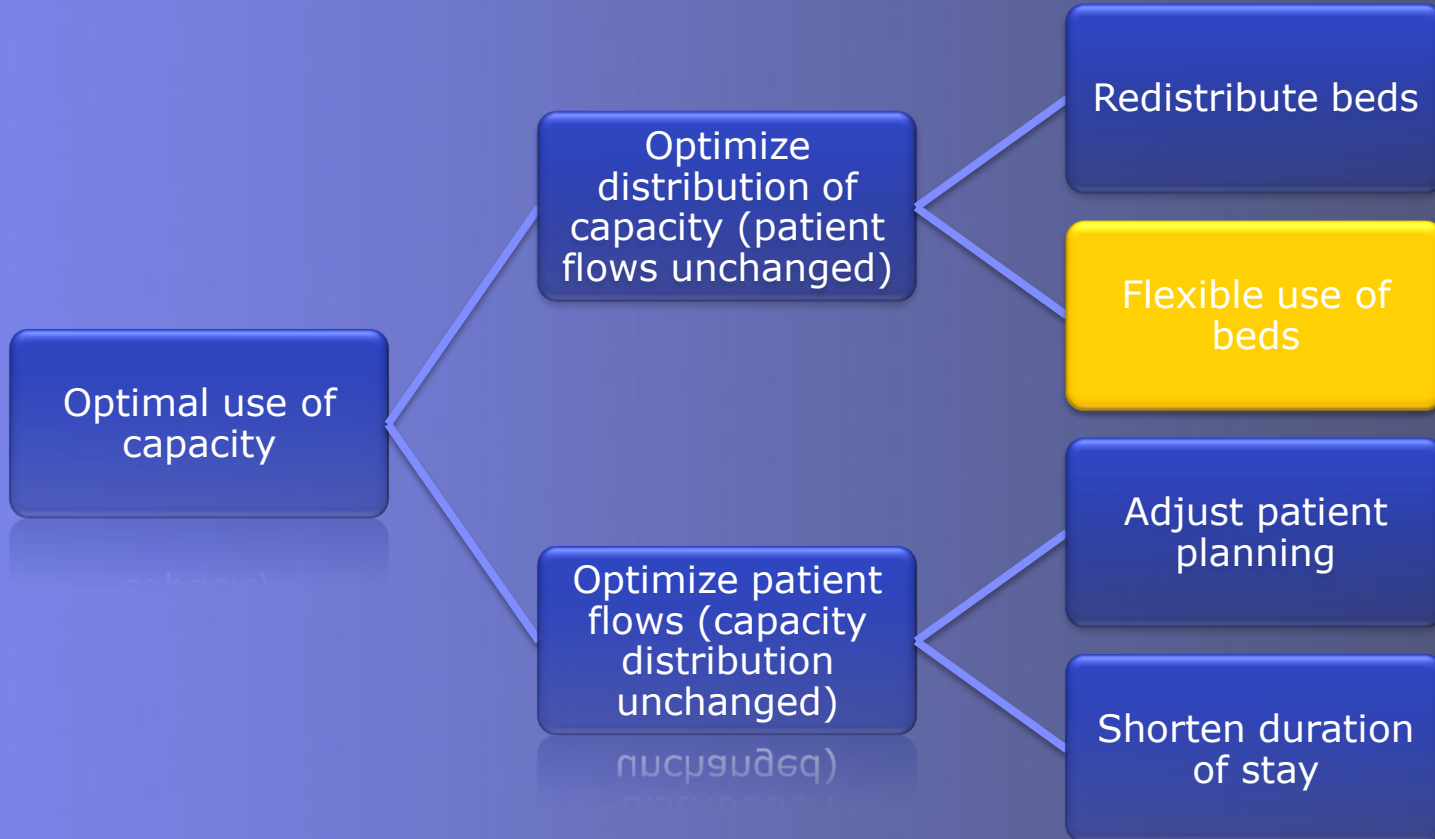 Optimal use of
capacity
Optimize
distribution of
capacity (patient
flows unchanged)
Optimize patient
flows (capacity
distribution
unchanged)
Redistribute beds
Flexible use of
beds
Adjust patient
planning
Shorten duration
of stay